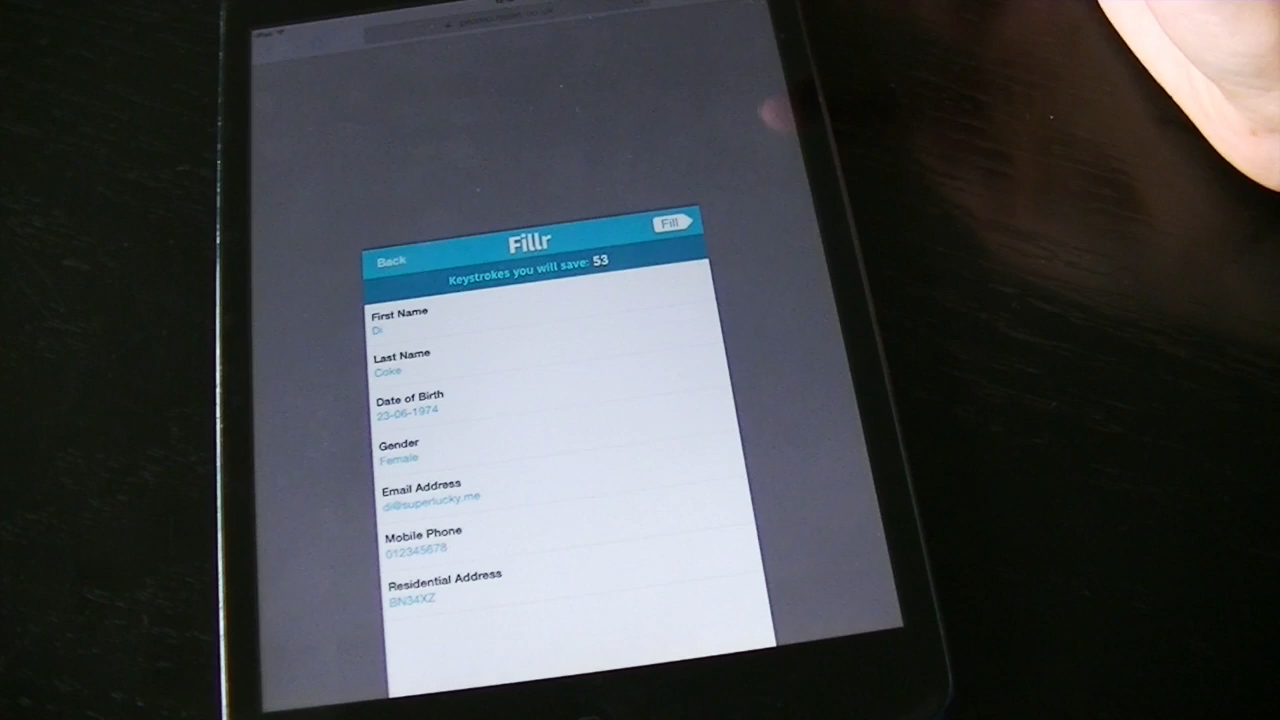 Back
Fillr
Fill
Keystrokes you will save: 53
First Name
Di
Last Name
Coke
Date of Birth
23-06-1974
Gender
Female
Email Address
di@superlucky.me
Mobile Phone
012345678
Residential Address
BN34XZ